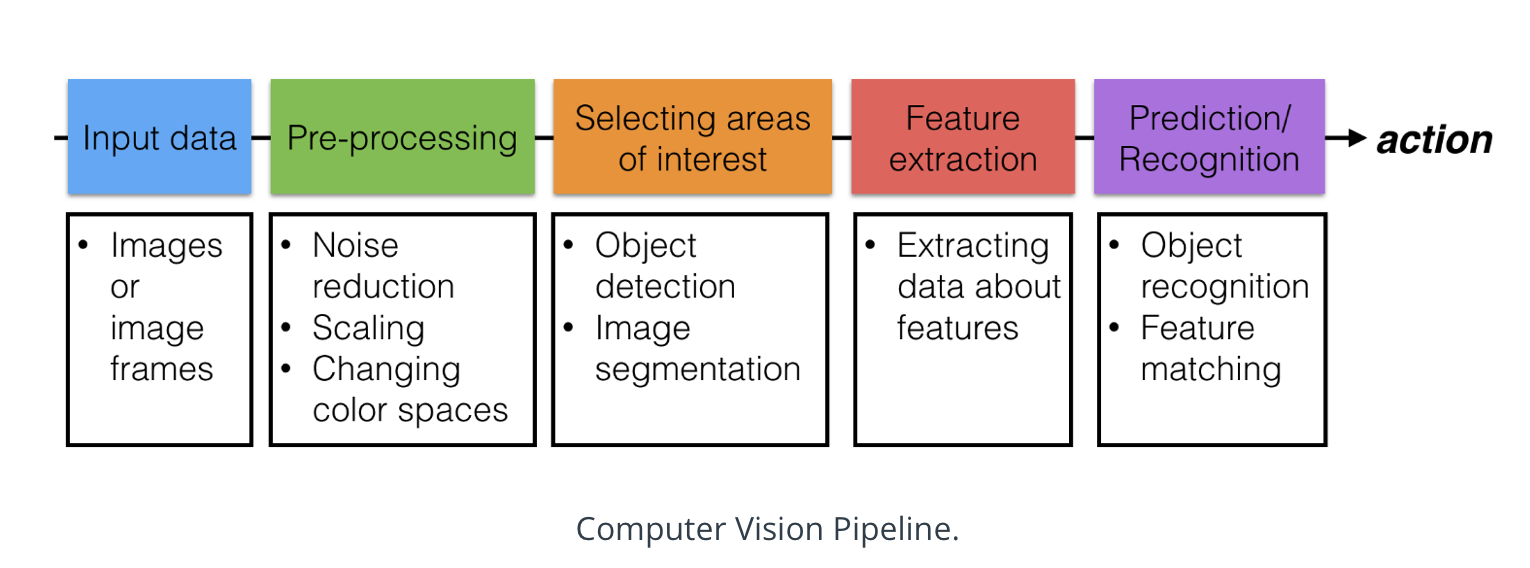 Input data
Pre-processing
Selecting areas
of interest
Feature
extraction
Prediction/
Recognition
action
• Images
or
image
frames
• Noise
reduction
• Scaling
• Changing
color spaces
• Object
detection
• Image
segmentation
• Extracting
data about
features
• Object
recognition
• Feature
matching
Computer Vision Pipeline.